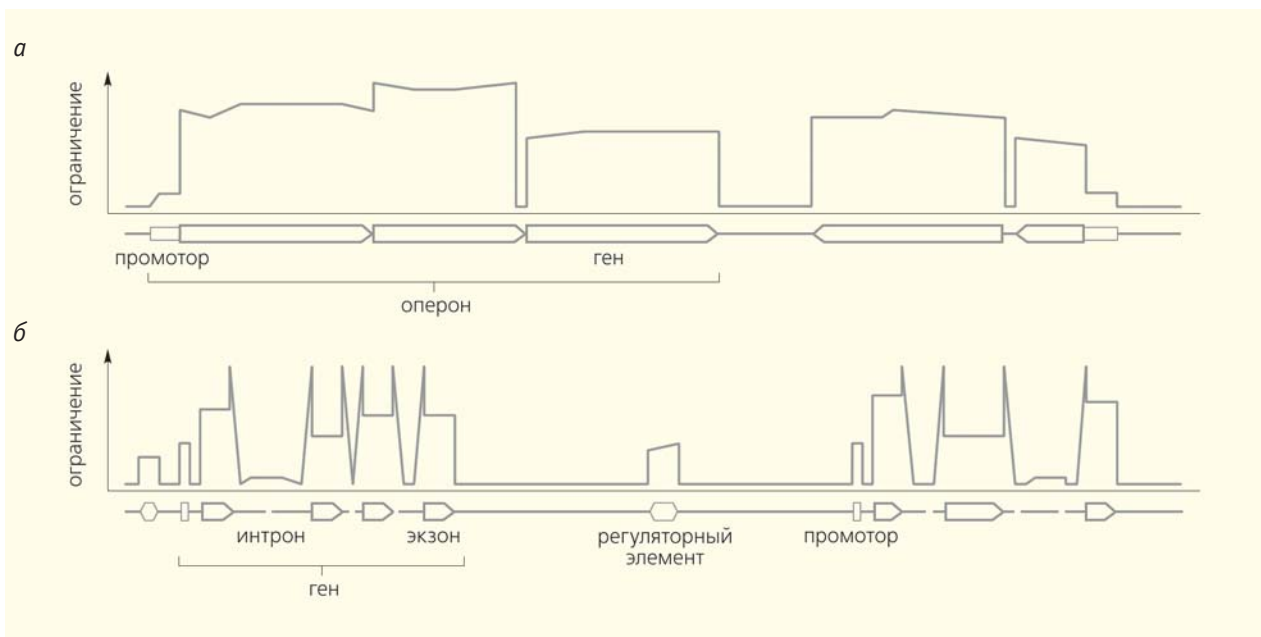 а
ограничение
промотор
ген
оперон
б
ограничение
интрон
экзон
регуляторный
элемент
промотор
ген